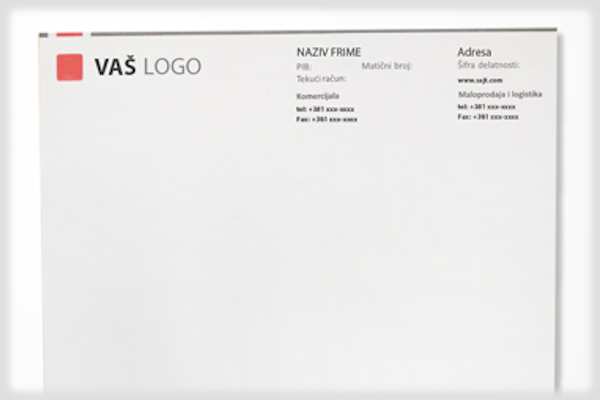 VAŠ LOGO
NAZIV FRIME
PIB: Matični broj:
Tekući račun:
Komercijala
tel: +381 xxx-xxxx
Fax: +381 xxx-xxxx
Adresa
Šifra delatnosti:
www.sajt.com
Maloprodaja i logistika
tel: +381 xxx-xxxx
Fax: +381 xxx-xxxx